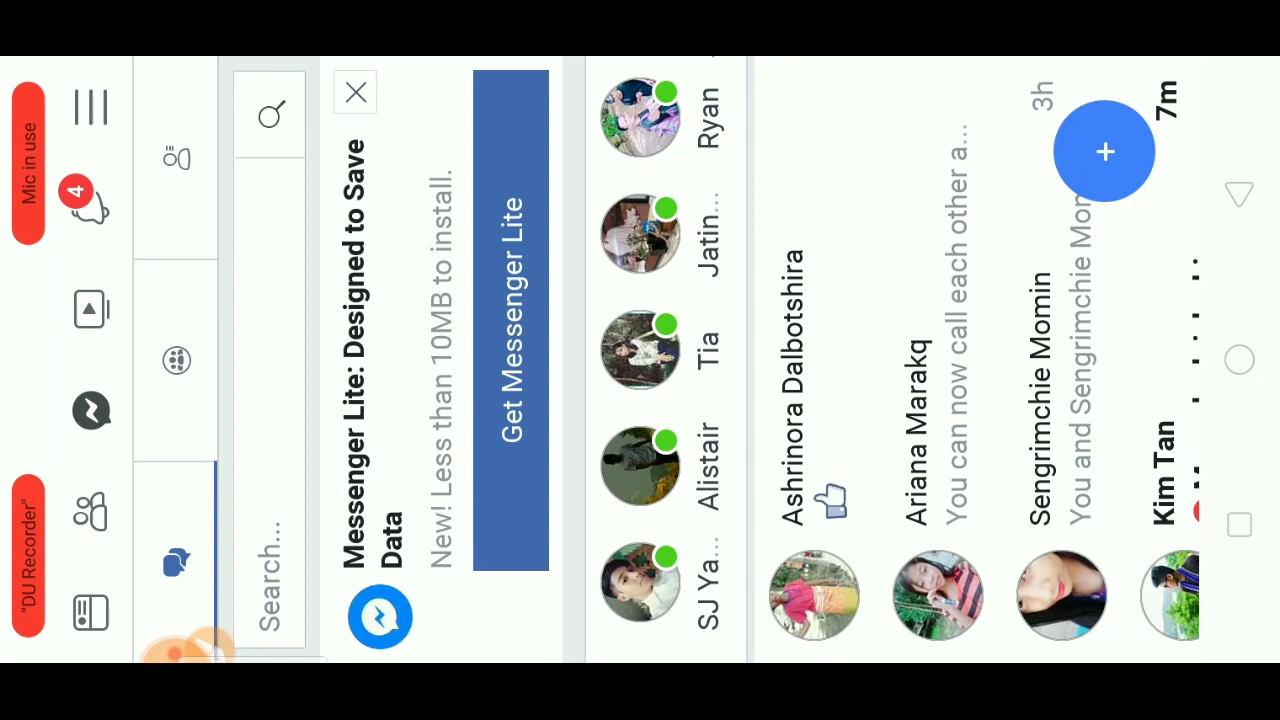 "DU Recorder"
Mic in use
4
Search...
Messenger Lite: Designed to Save
Data
New! Less than 10MB to install.
Get Messenger Lite
SJ Ya...
Alistair
Tia
Jatin...
Ryan
Ashrinora Dalbotshira
Ariana Marakq
You can now call each other a...
Sengrimchie Momin
3h
You and Sengrimchie Mom
Kim Tan
7m